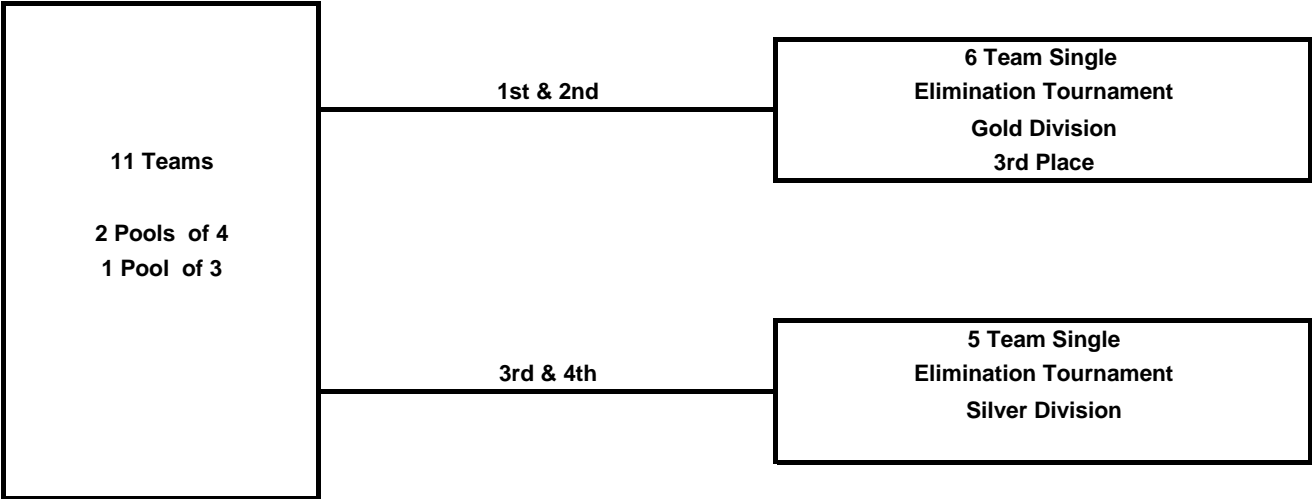 11 Teams
2 Pools of 4
1 Pool of 3
1st & 2nd
6 Team Single
Elimination Tournament
Gold Division
3rd Place
3rd & 4th
5 Team Single
Elimination Tournament
Silver Division